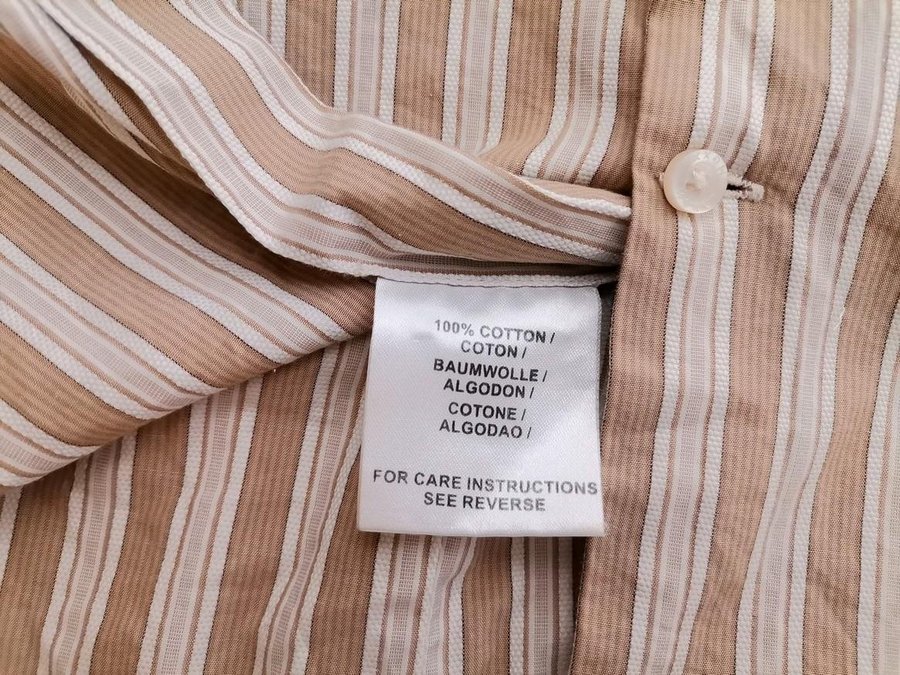 100% COTTON/
COTON/
BAUMWOLLE/
ALGODON/
COTONE/
ALGODAO/
FOR CARE INSTRUCTIONS
SEE REVERSE